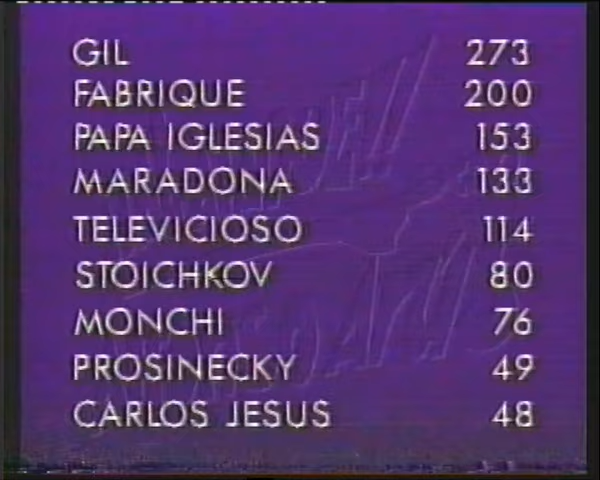 GIL 273
FABRIQUE 200
PAPA IGLESIAS 153
MARADONA 133
TELEVICIOSO 114
STOICHKOV 80
MONCHI 76
PROSINECKY 49
CARLOS JESUS 48